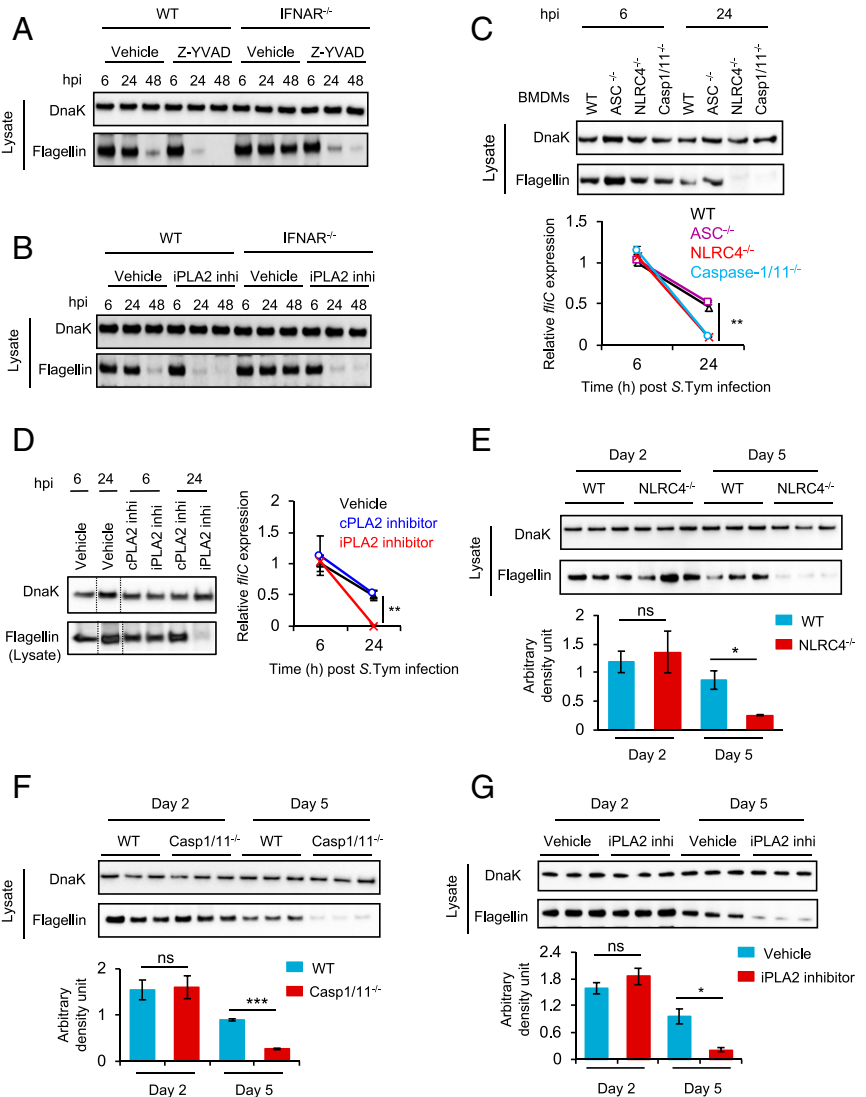 A
WT
IFNAR-/-
Vehicle
Z-YVAD
Vehicle
Z-YVAD
hpi
6 24 48 6 24 48 6 24 48 6 24 48
DnaK
Flagellin
Lysate
B
WT
IFNAR-/-
Vehicle
iPLA2 inhi
Vehicle
iPLA2 inhi
hpi
6 24 48 6 24 48 6 24 48 6 24 48
DnaK
Flagellin
Lysate
C
hpi
6
24
BMDMs
WT
ASC -/-
NLRC4-/-
Casp1/11-/-
WT
ASC -/-
NLRC4-/-
Casp1/11-/-
DnaK
Flagellin
Lysate
WT
ASC-/-
NLRC4-/-
Caspase-1/11-/-
Relative fliC expression
1.5
1
0.5
0
**
6
24
Time (h) post S.Tym infection
D
hpi
6
24
6
24
Vehicle
Vehicle
cPLA2 inhi
iPLA2 inhi
cPLA2 inhi
iPLA2 inhi
DnaK
Flagellin
(Lysate)
Vehicle
cPLA2 inhibitor
iPLA2 inhibitor
Relative fliC expression
2
1.5
1
0.5
0
**
6
24
Time (h) post S.Tym infection
E
Day 2
Day 5
WT
NLRC4-/-
WT
NLRC4-/-
DnaK
Flagellin
Lysate
WT
NLRC4-/-
Arbitrary
density unit
2
1.5
1
0.5
0
ns
*
Day 2
Day 5
F
Day 2
Day 5
WT
Casp1/11-/-
WT
Casp1/11-/-
DnaK
Flagellin
Lysate
WT
Casp1/11-/-
Arbitrary
density unit
2
1
0
ns
***
Day 2
Day 5
G
Day 2
Day 5
Vehicle
iPLA2 inhi
Vehicle
iPLA2 inhi
DnaK
Flagellin
Lysate
Vehicle
iPLA2 inhibitor
Arbitrary
density unit
2.4
1.8
1.2
0.6
0
ns
*
Day 2
Day 5